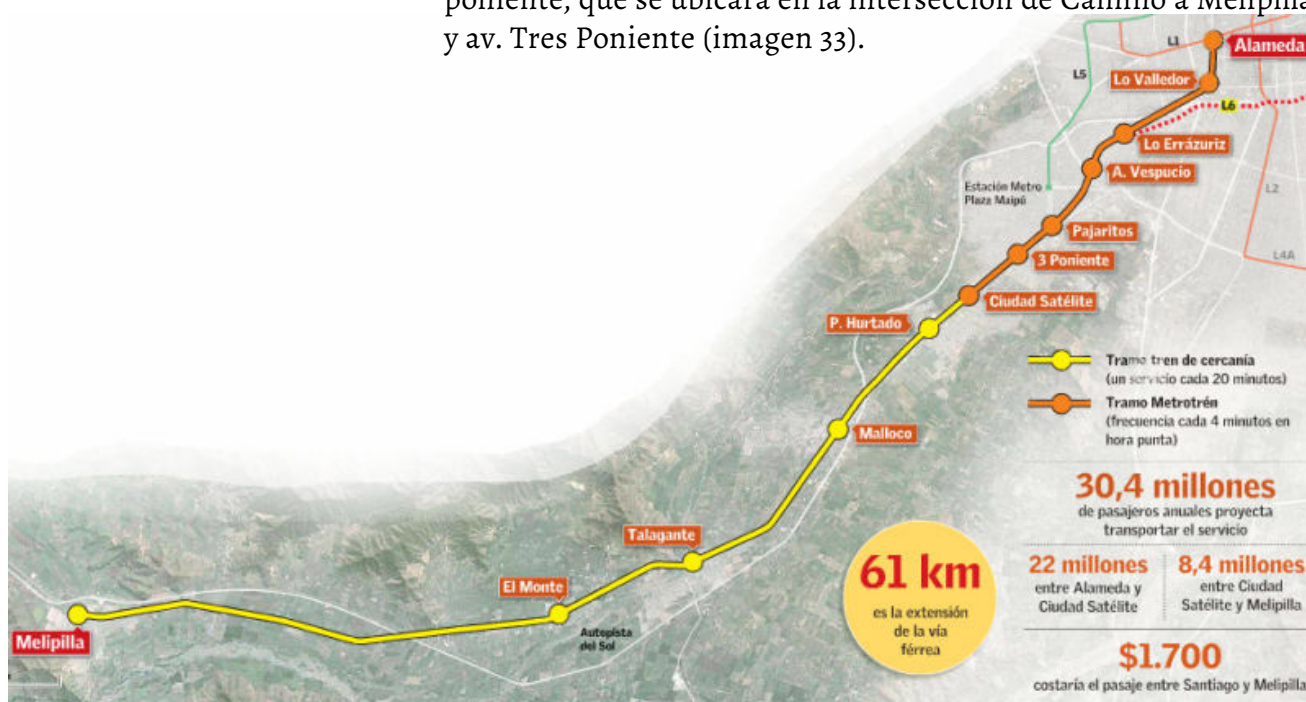 poniente, que se ubicará en la intersección de Camino a Melipilla
y av. Tres Poniente (imagen 33).
L1
Alameda
L5
Lo Valledor
L6
Lo Errázuriz
A. Vespucio
Estación Metro
Plaza Maipú
L2
Pajaritos
3 Poniente
L4A
Ciudad Satélite
P. Hurtado
Tramo tren de cercanía
(un servicio cada 20 minutos)
Tramo Metrotrén
(frecuencia cada 4 minutos en
hora punta)
Malloco
30,4 millones
de pasajeros anuales proyecta
transportar el servicio
Talagante
61 km
es la extensión
de la vía
férrea
22 millones
entre Alameda y
Ciudad Satélite
8,4 millones
entre Ciudad
Satélite y Melipilla
El Monte
Autopista
del Sol
Melipilla
$1.700
costaría el pasaje entre Santiago y Melipilla